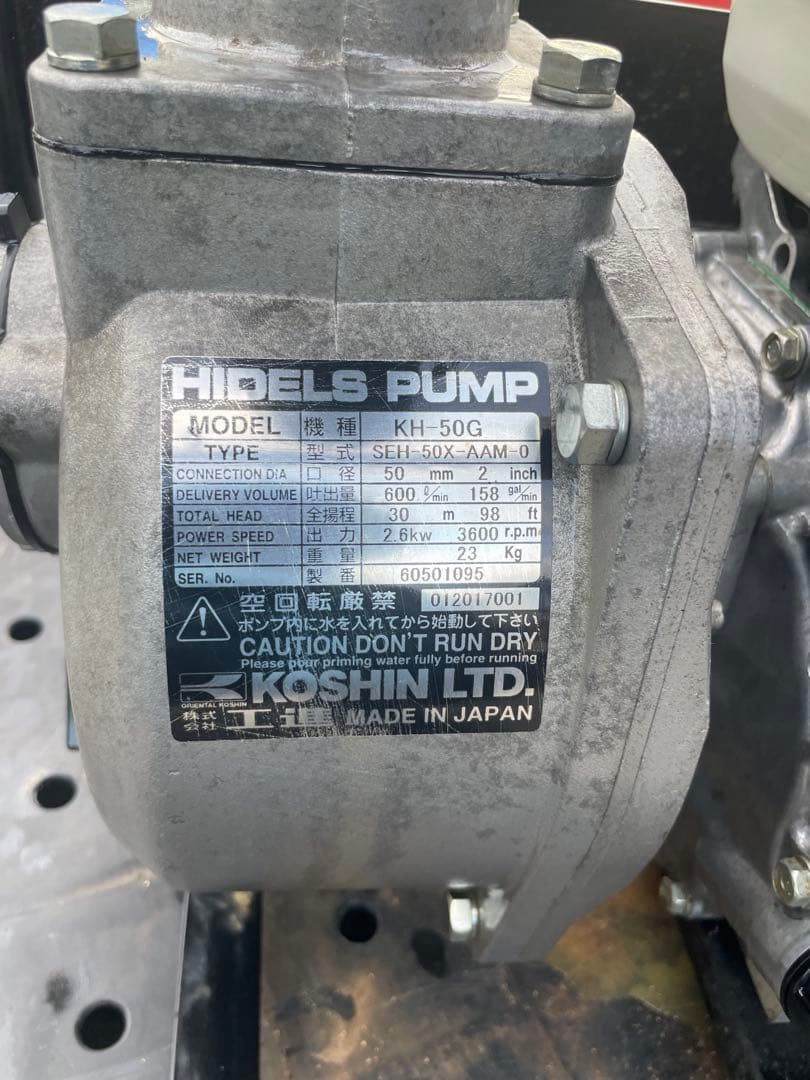 HIDELS PUMP
MODEL 機種 KH-50G
TYPE 型式 SEH-50X-AAM-0
CONNECTION DIA 口径 50 mm 2 inch
DELIVERY VOLUME 吐出量 600 ℓ/min 158 gal/min
TOTAL HEAD 全揚程 30 m 98 ft
POWER SPEED 出力 2.6kw 3600 r.p.m
NET WEIGHT 重量 23 Kg
SER. No. 製番 60501095
空回転厳禁 012017001
ポンプ内に水を入れてから始動して下さい
CAUTION DON'T RUN DRY
Please pour priming water fully before running
KOSHIN LTD.
ORIENTAL KOSHIN
株式会社 工進 MADE IN JAPAN